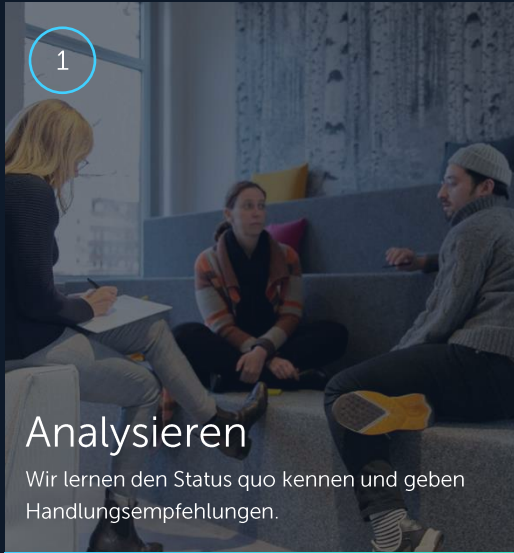 1
Analysieren
Wir lernen den Status quo kennen und geben
Handlungsempfehlungen.